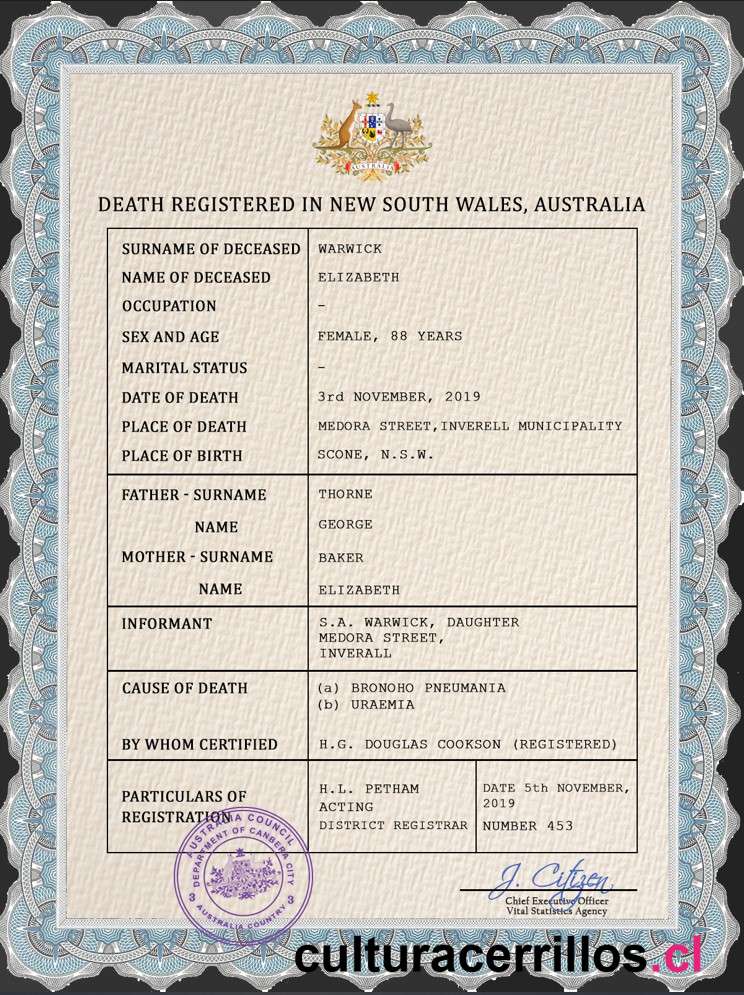 AUSTRALIA
DEATH REGISTERED IN NEW SOUTH WALES, AUSTRALIA
SURNAME OF DECEASED WARWICK
NAME OF DECEASED ELIZABETH
OCCUPATION –
SEX AND AGE FEMALE, 88 YEARS
MARITAL STATUS –
DATE OF DEATH 3rd NOVEMBER, 2019
PLACE OF DEATH MEDORA STREET,INVERELL MUNICIPALITY
PLACE OF BIRTH SCONE, N.S.W.
FATHER - SURNAME THORNE
NAME GEORGE
MOTHER - SURNAME BAKER
NAME ELIZABETH
INFORMANT S.A. WARWICK, DAUGHTER
MEDORA STREET,
INVERALL
CAUSE OF DEATH (a) BRONOHO PNEUMANIA
(b) URAEMIA
BY WHOM CERTIFIED H.G. DOUGLAS COOKSON (REGISTERED)
PARTICULARS OF
REGISTRATION
H.L. PETHAM
ACTING
DISTRICT REGISTRAR
DATE 5th NOVEMBER,
2019
NUMBER 453
AUSTRALIA COUNCIL
DEPARTMENT OF CANBERA CITY
AUSTRALIA COUNTRY
3 3
J. Citizen
Chief Executive Officer
Vital Statistics Agency
culturacerrillos.cl